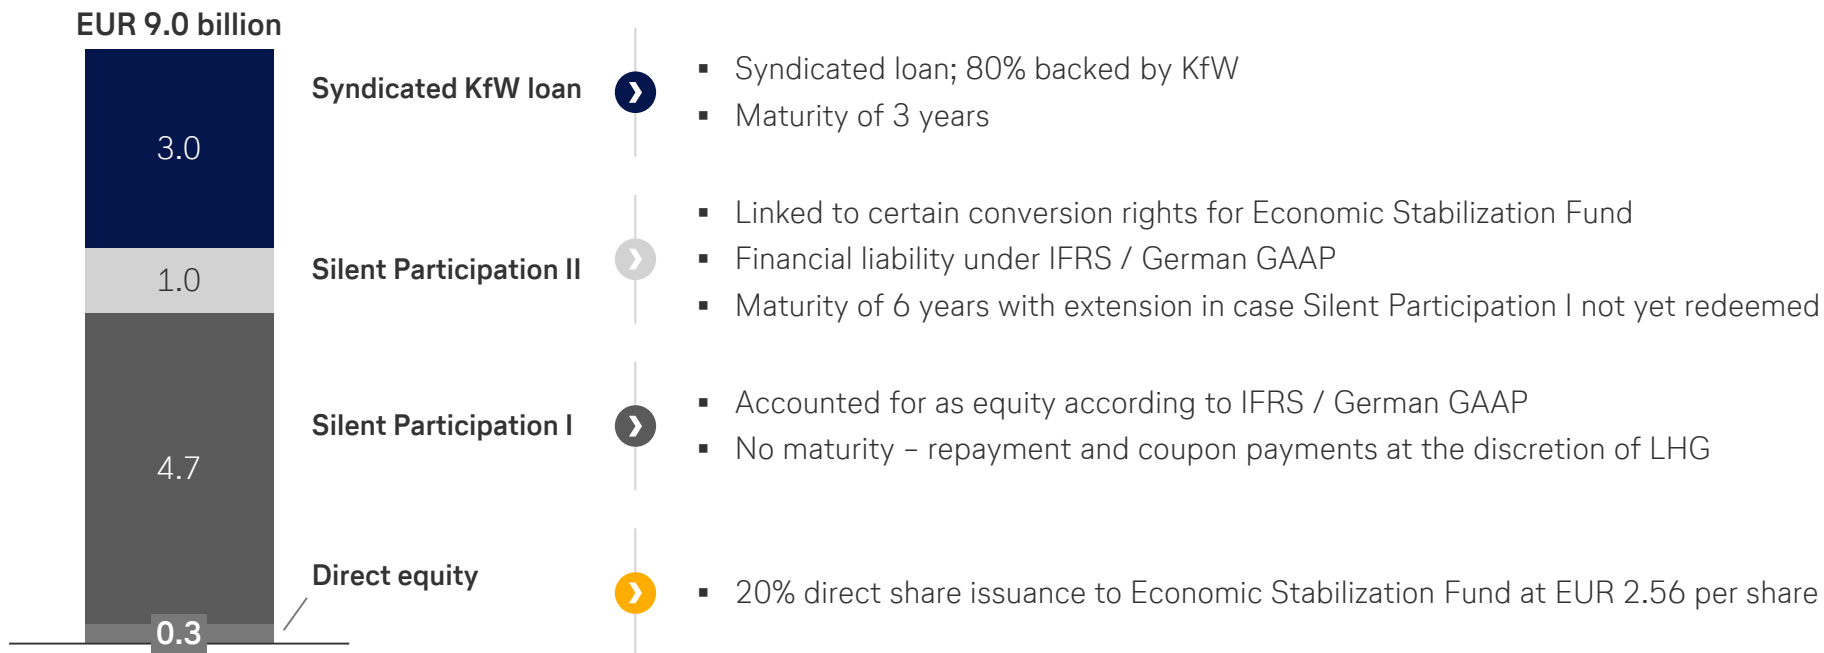 EUR 9.0 billion
3.0
Syndicated KfW loan
▪ Syndicated loan; 80% backed by KfW
▪ Maturity of 3 years
1.0
Silent Participation II
▪ Linked to certain conversion rights for Economic Stabilization Fund
▪ Financial liability under IFRS / German GAAP
▪ Maturity of 6 years with extension in case Silent Participation I not yet redeemed
4.7
Silent Participation I
▪ Accounted for as equity according to IFRS / German GAAP
▪ No maturity – repayment and coupon payments at the discretion of LHG
0.3
Direct equity
▪ 20% direct share issuance to Economic Stabilization Fund at EUR 2.56 per share